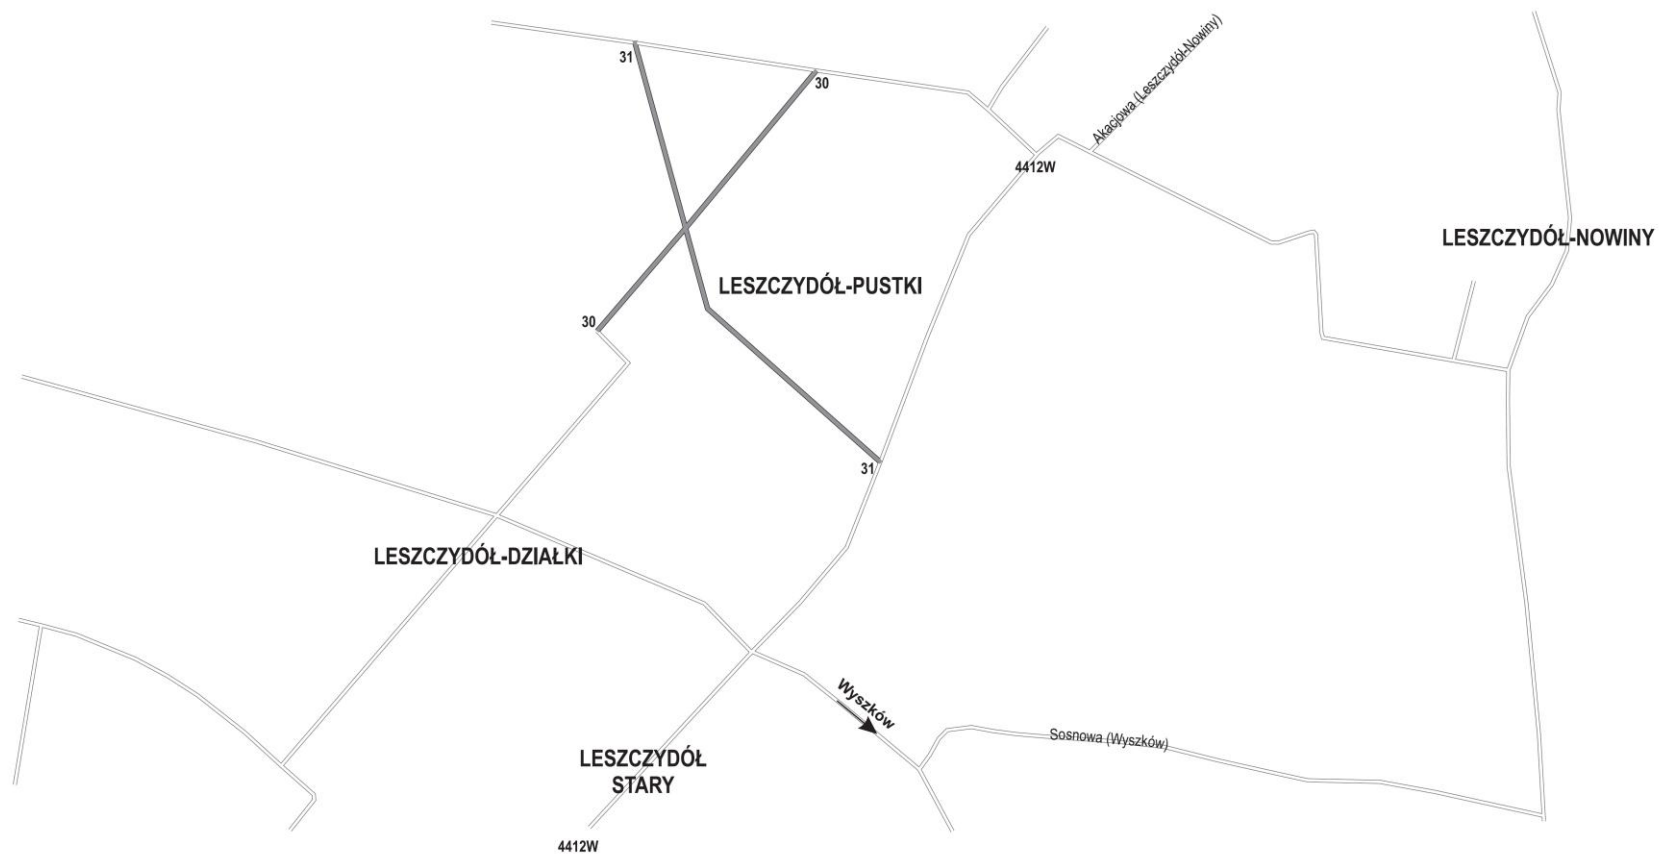 31
30
Akacjowa (Leszczydół-Nowiny)
4412W
LESZCZYDÓŁ-NOWINY
LESZCZYDÓŁ-PUSTKI
30
31
LESZCZYDÓŁ-DZIAŁKI
Wyszków
Sosnowa (Wyszków)
LESZCZYDÓŁ
STARY
4412W